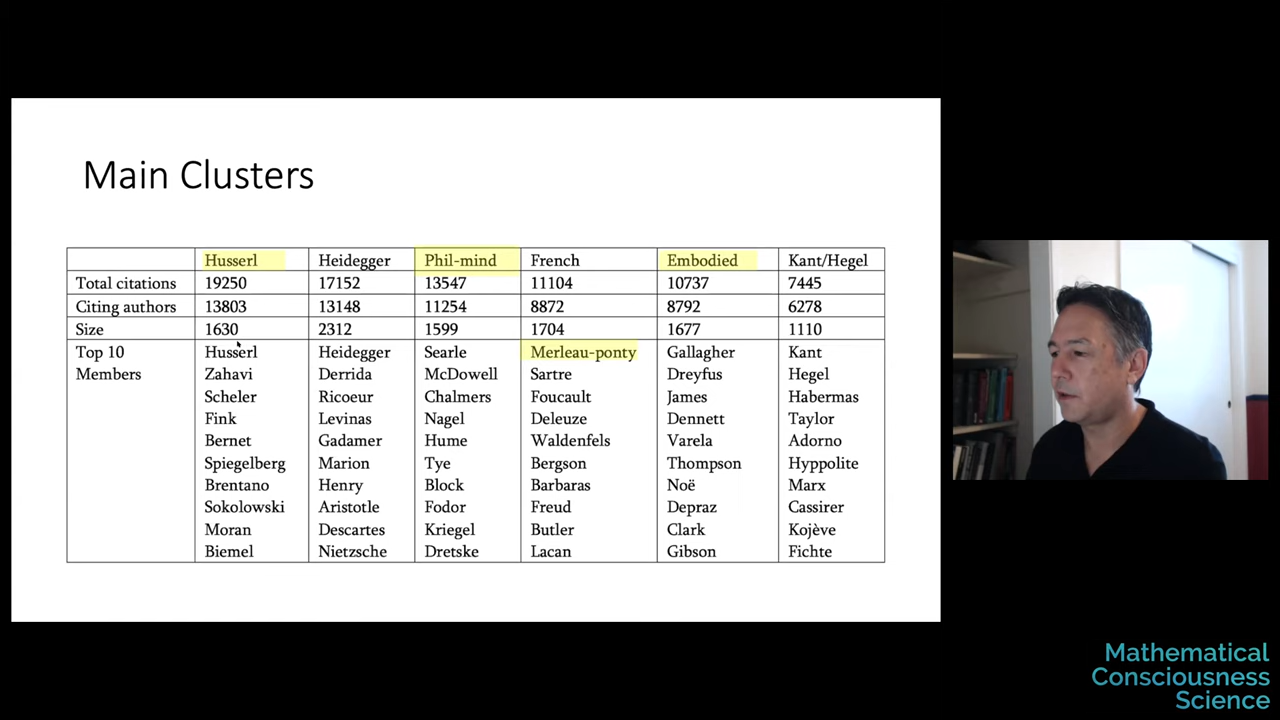 Main Clusters
Husserl Heidegger Phil-mind French Embodied Kant/Hegel
Total citations 19250 17152 13547 11104 10737 7445
Citing authors 13803 13148 11254 8872 8792 6278
Size 1630 2312 1599 1704 1677 1110
Top 10 Husserl Heidegger Searle Merleau-ponty Gallagher Kant
Members Zahavi Derrida McDowell Sartre Dreyfus Hegel
Scheler Ricoeur Chalmers Foucault James Habermas
Fink Levinas Nagel Deleuze Dennett Taylor
Bernet Gadamer Hume Waldenfels Varela Adorno
Spiegelberg Marion Tye Bergson Thompson Hyppolite
Brentano Henry Block Barbaras Noë Marx
Sokolowski Aristotle Fodor Freud Depraz Cassirer
Moran Descartes Kriegel Butler Clark Kojève
Biemel Nietzsche Dretske Lacan Gibson Fichte
Mathematical
Consciousness
Science